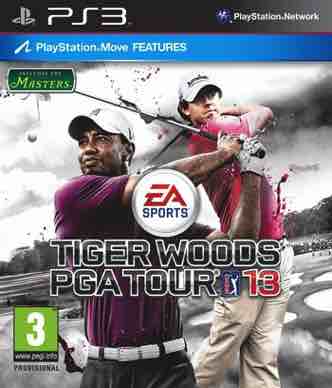 PS3
PlayStation.Network
PlayStation.Move FEATURES
INCLUDES THE
MASTERS
EA
SPORTS
TIGER WOODS
PGA TOUR 13
3
www.pegi.info
PROVISIONAL